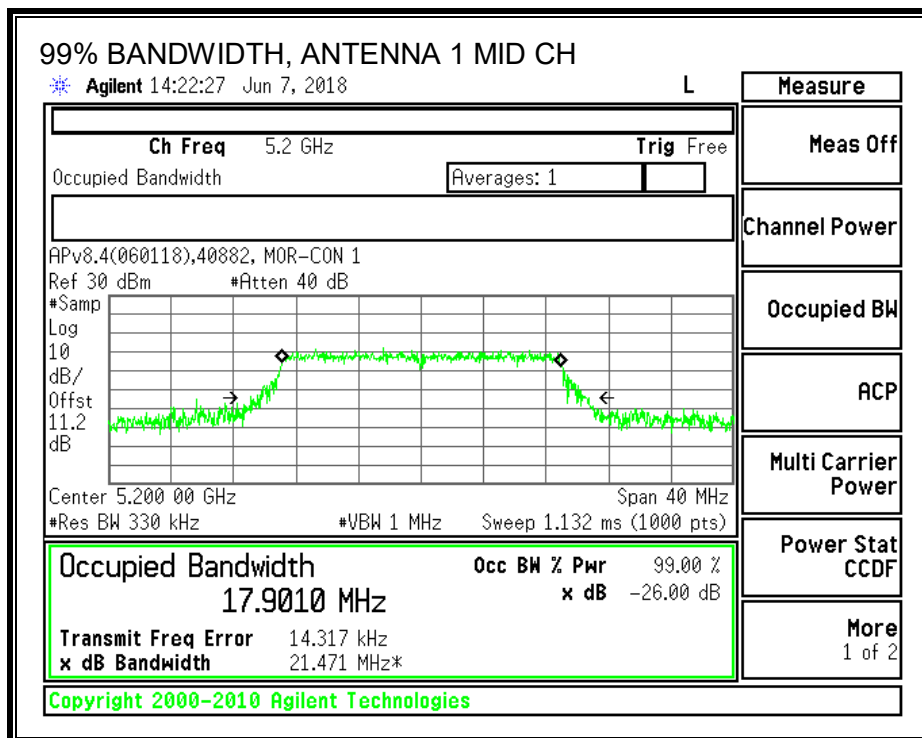 99% BANDWIDTH, ANTENNA 1 MID CH
Agilent 14:22:27 Jun 7, 2018 L
Measure
Ch Freq 5.2 GHz Trig Free
Meas Off
Occupied Bandwidth Averages: 1
Channel Power
APv8.4(060118),40882, MOR-CON 1
Ref 30 dBm #Atten 40 dB
#Samp
Log
10
dB/
Offst
11.2
dB
Occupied BW
ACP
Center 5.200 00 GHz Span 40 MHz
#Res BW 330 kHz #VBW 1 MHz Sweep 1.132 ms (1000 pts)
Multi Carrier
Power
Occupied Bandwidth Occ BW % Pwr 99.00 %
17.9010 MHz x dB -26.00 dB
Transmit Freq Error 14.317 kHz
x dB Bandwidth 21.471 MHz*
Power Stat
CCDF
More
1 of 2
Copyright 2000-2010 Agilent Technologies